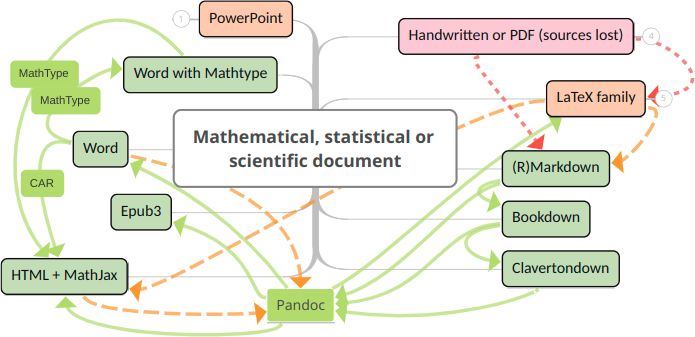 1
PowerPoint
Handwritten or PDF (sources lost)
4
MathType
Word with Mathtype
MathType
LaTeX family
5
Mathematical, statistical or
scientific document
Word
(R)Markdown
CAR
Epub3
Bookdown
HTML + MathJax
Clavertondown
Pandoc